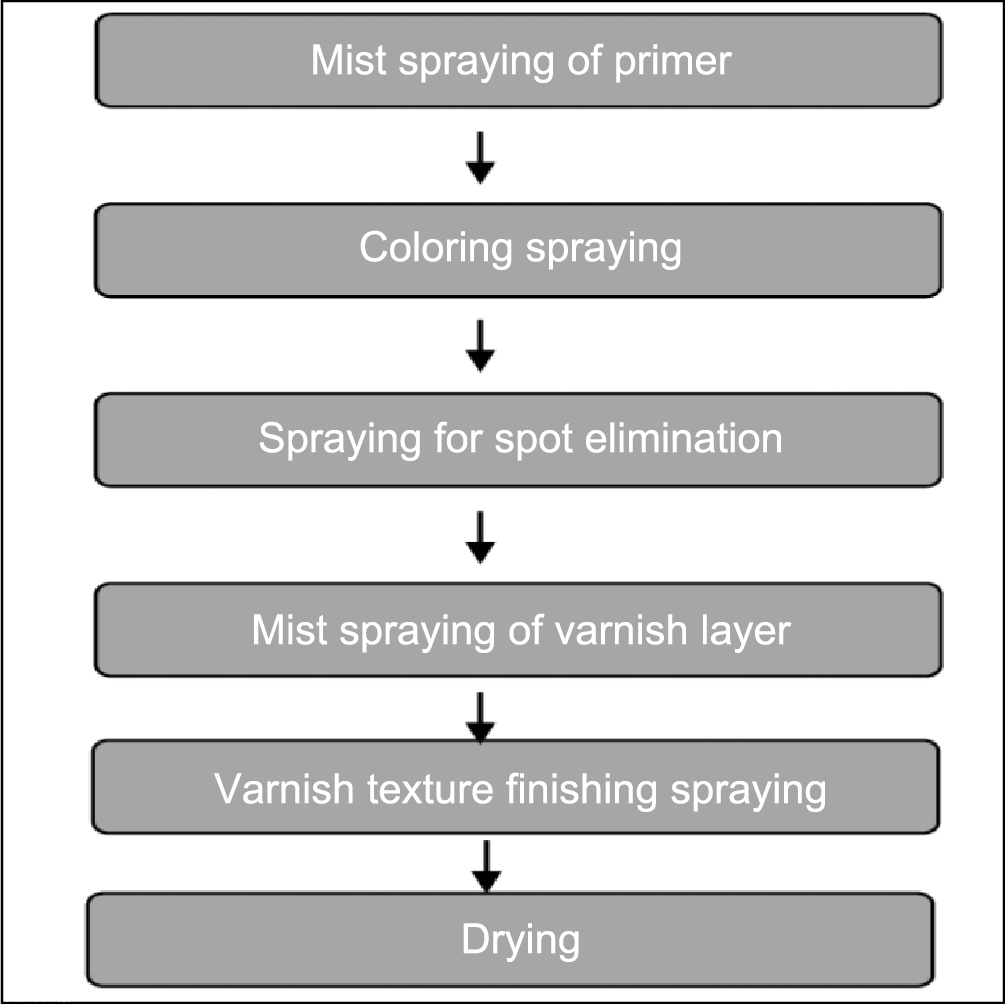 Mist spraying of primer
Coloring spraying
Spraying for spot elimination
Mist spraying of varnish layer
Varnish texture finishing spraying
Drying